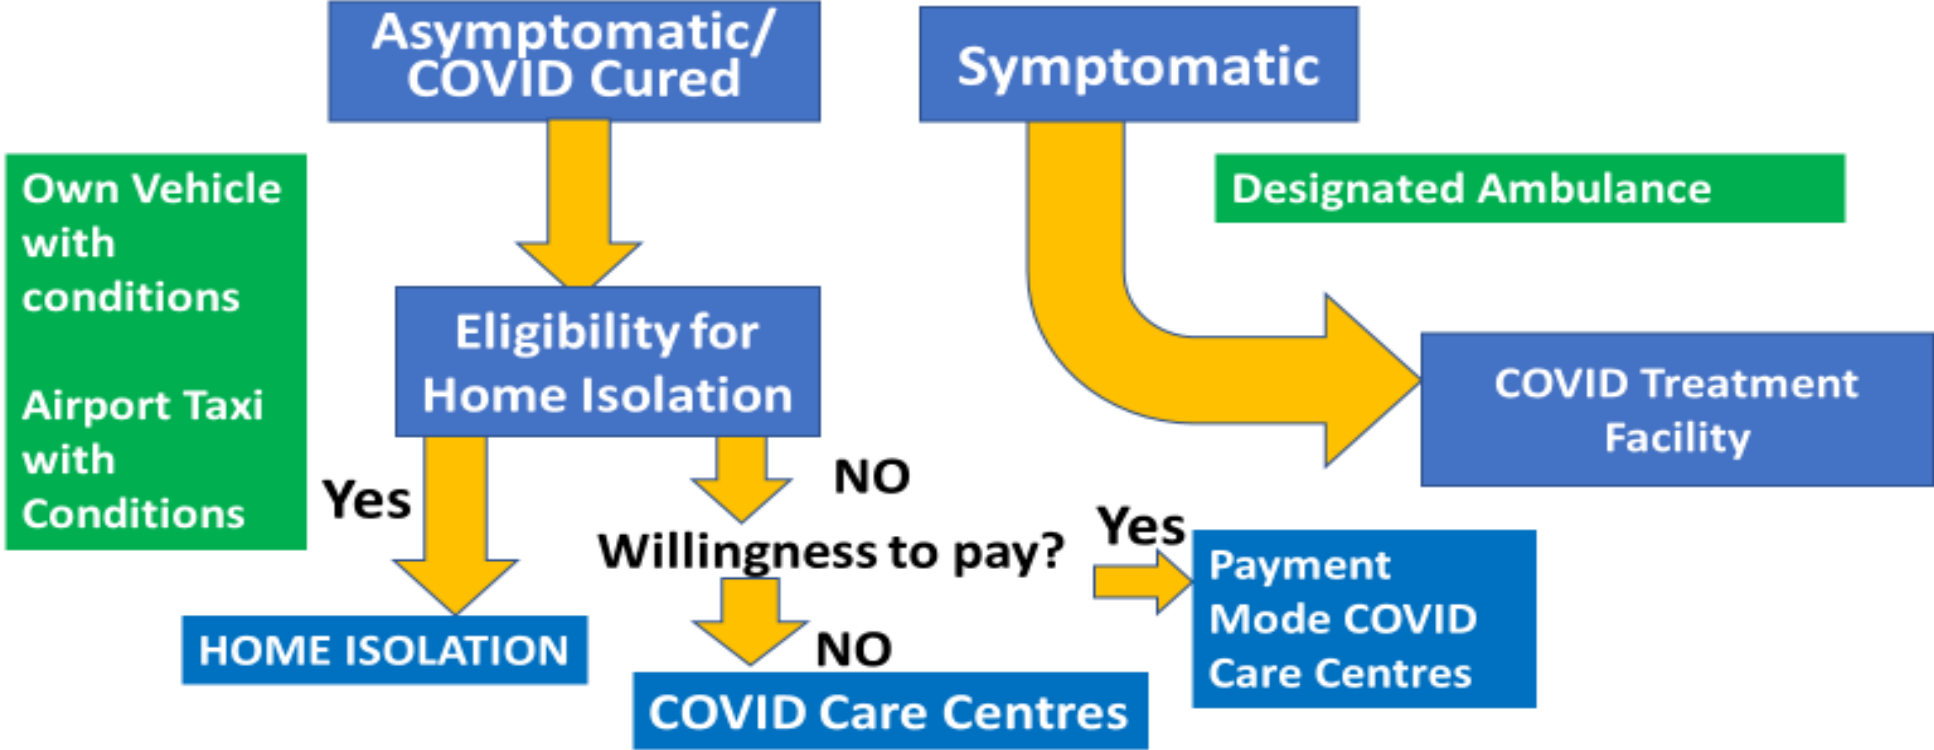 Asymptomatic/
COVID Cured
Symptomatic
Own Vehicle
with
conditions
Airport Taxi
with
Conditions
Designated Ambulance
Eligibility for
Home Isolation
COVID Treatment
Facility
Yes
NO
Willingness to pay?
Yes
Payment
Mode COVID
Care Centres
HOME ISOLATION
NO
COVID Care Centres